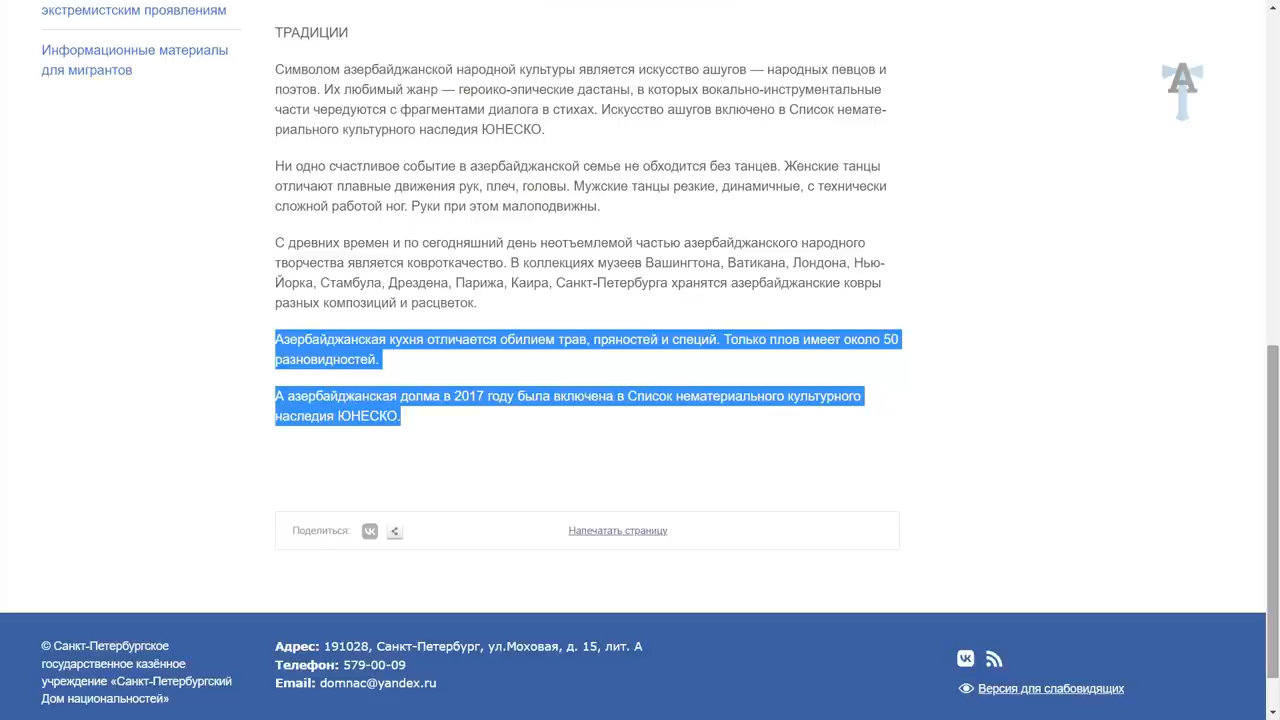 экстремистским проявлениям
Информационные материалы
для мигрантов
ТРАДИЦИИ
Символом азербайджанской народной культуры является искусство ашугов — народных певцов и
поэтов. Их любимый жанр — героико-эпические дастаны, в которых вокально-инструментальные
части чередуются с фрагментами диалога в стихах. Искусство ашугов включено в Список немате-
риального культурного наследия ЮНЕСКО.
Ни одно счастливое событие в азербайджанской семье не обходится без танцев. Женские танцы
отличают плавные движения рук, плеч, головы. Мужские танцы резкие, динамичные, с технически
сложной работой ног. Руки при этом малоподвижны.
С древних времен и по сегодняшний день неотъемлемой частью азербайджанского народного
творчества является ковроткачество. В коллекциях музеев Вашингтона, Ватикана, Лондона, Нью-
Йорка, Стамбула, Дрездена, Парижа, Каира, Санкт-Петербурга хранятся азербайджанские ковры
разных композиций и расцветок.
Азербайджанская кухня отличается обилием трав, пряностей и специй. Только плов имеет около 50
разновидностей.
А азербайджанская долма в 2017 году была включена в Список нематериального культурного
наследия ЮНЕСКО.
Поделиться:
Напечатать страницу
© Санкт-Петербургское
государственное казённое
учреждение «Санкт-Петербургский
Дом национальностей»
Адрес: 191028, Санкт-Петербург, ул.Моховая, д. 15, лит. А
Телефон: 579-00-09
Email: domnac@yandex.ru
Версия для слабовидящих
A